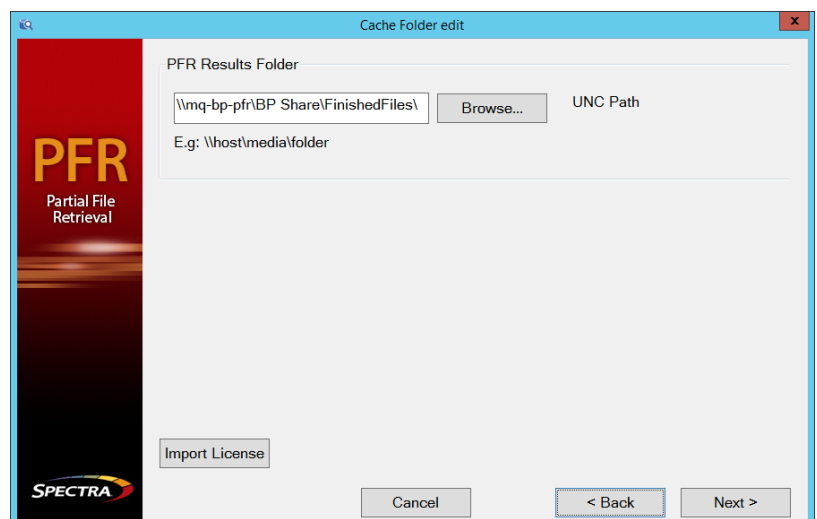 Cache Folder edit
x
PFR Results Folder
\\mq-bp-pfr\BP Share\FinishedFiles\
Browse...
UNC Path
E.g: \\host\media\folder
PFR
Partial File
Retrieval
Import License
SPECTRA
Cancel
< Back
Next >